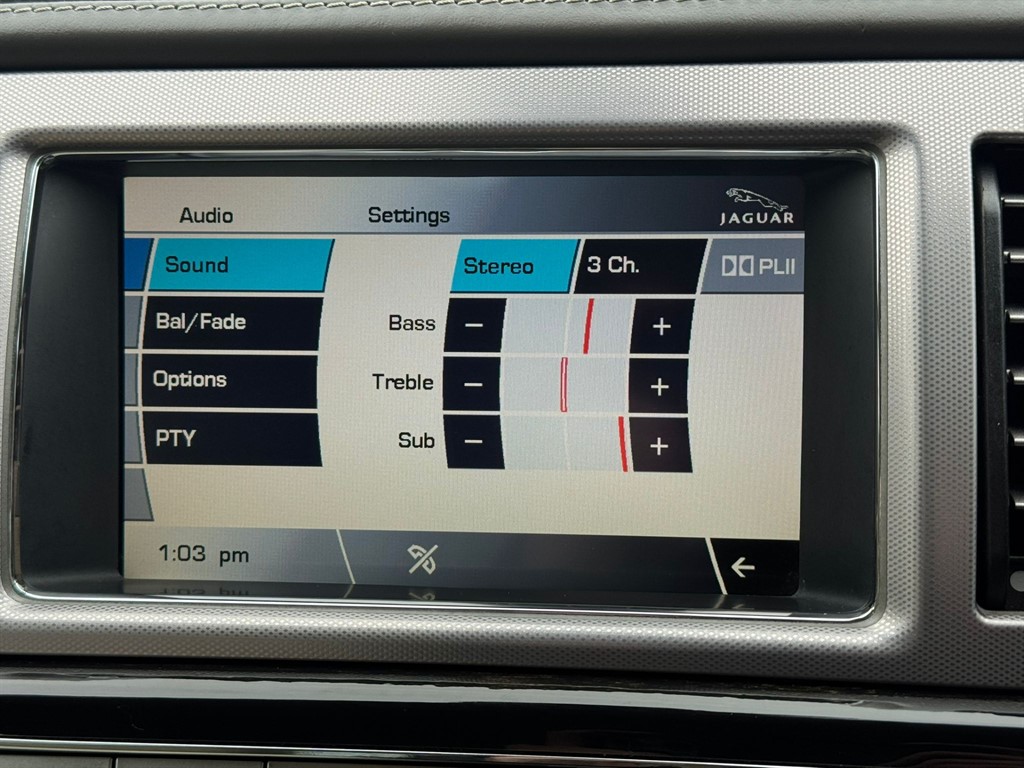 Audio Settings JAGUAR
Sound Stereo 3 Ch. PLII
Bal/Fade Bass − +
Options Treble − +
PTY Sub − +
1:03 pm